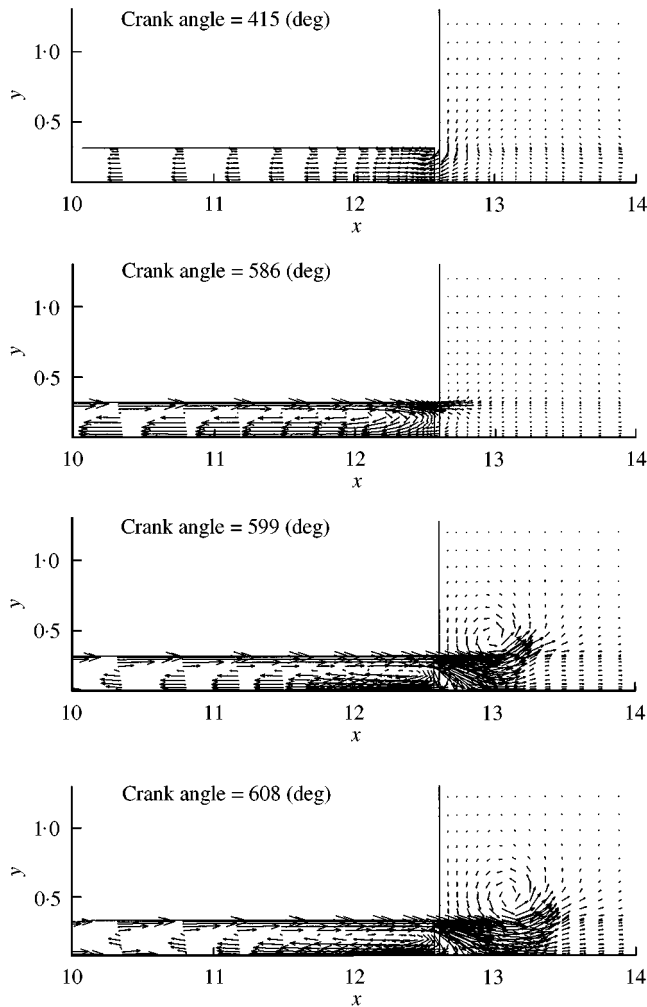 Crank angle = 415 (deg)
1·0
y
0·5
10 11 12 13 14
x
Crank angle = 586 (deg)
1·0
y
0·5
10 11 12 13 14
x
Crank angle = 599 (deg)
1·0
y
0·5
10 11 12 13 14
x
Crank angle = 608 (deg)
1·0
y
0·5
10 11 12 13 14
x